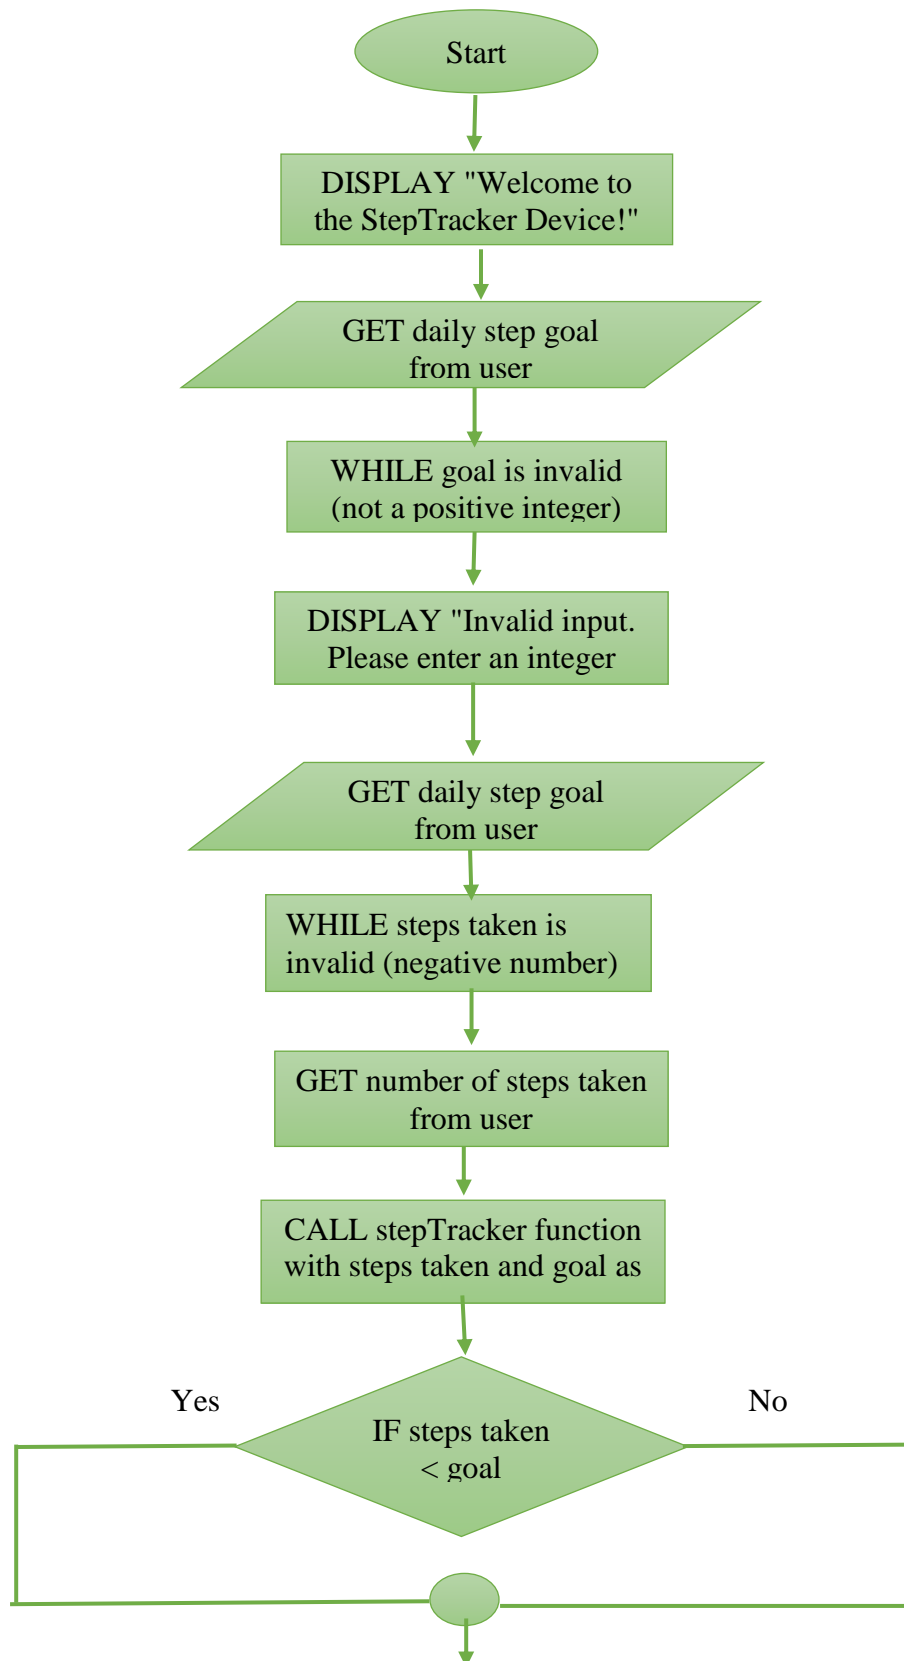 Start
DISPLAY "Welcome to
the StepTracker Device!"
GET daily step goal
from user
WHILE goal is invalid
(not a positive integer)
DISPLAY "Invalid input.
Please enter an integer
GET daily step goal
from user
WHILE steps taken is
invalid (negative number)
GET number of steps taken
from user
CALL stepTracker function
with steps taken and goal as
Yes
No
IF steps taken
< goal